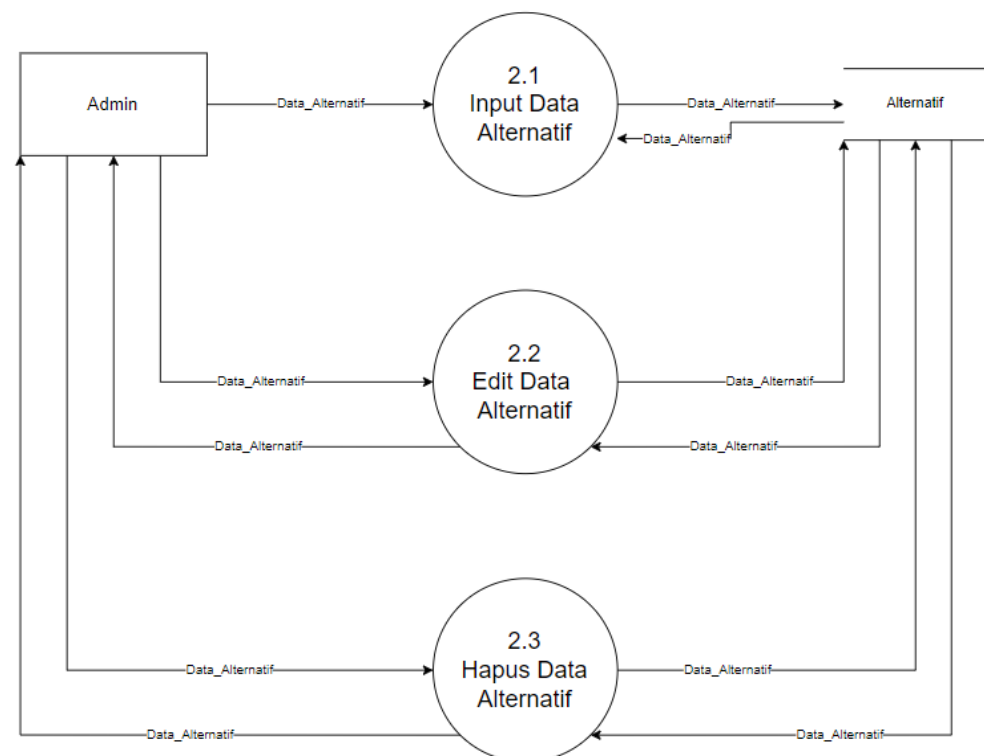 2.1
Input Data
Alternatif
Admin
Data_Alternatif
Data_Alternatif
Alternatif
Data_Alternatif
2.2
Edit Data
Alternatif
Data_Alternatif
Data_Alternatif
Data_Alternatif
Data_Alternatif
2.3
Hapus Data
Alternatif
Data_Alternatif
Data_Alternatif
Data_Alternatif
Data_Alternatif